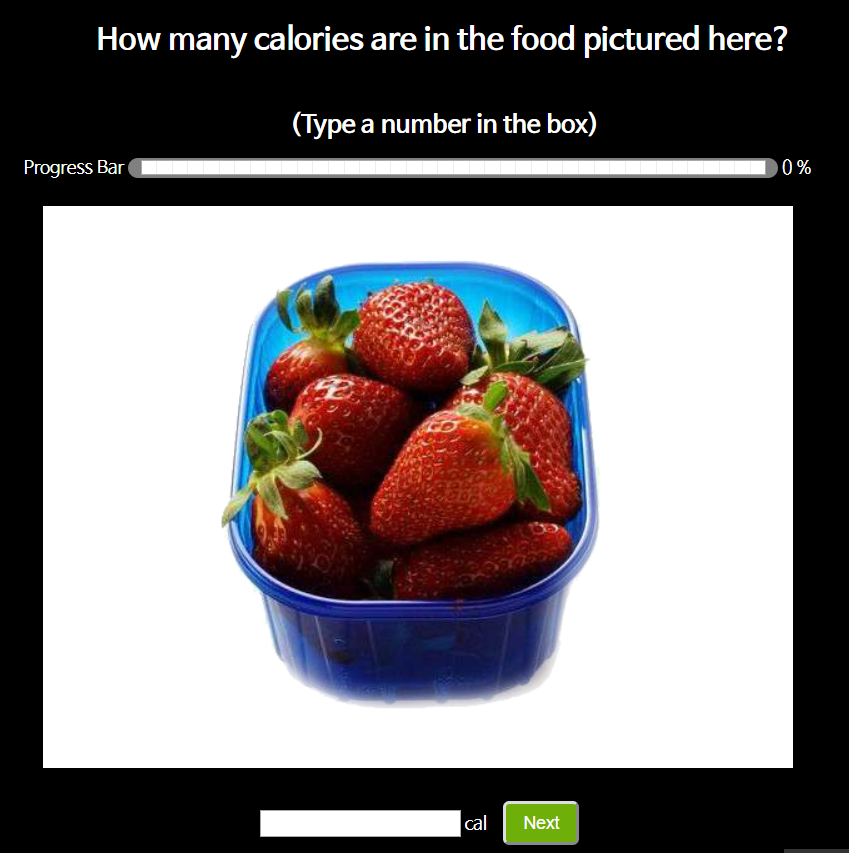 How many calories are in the food pictured here?
(Type a number in the box)
Progress Bar 0 %
cal Next